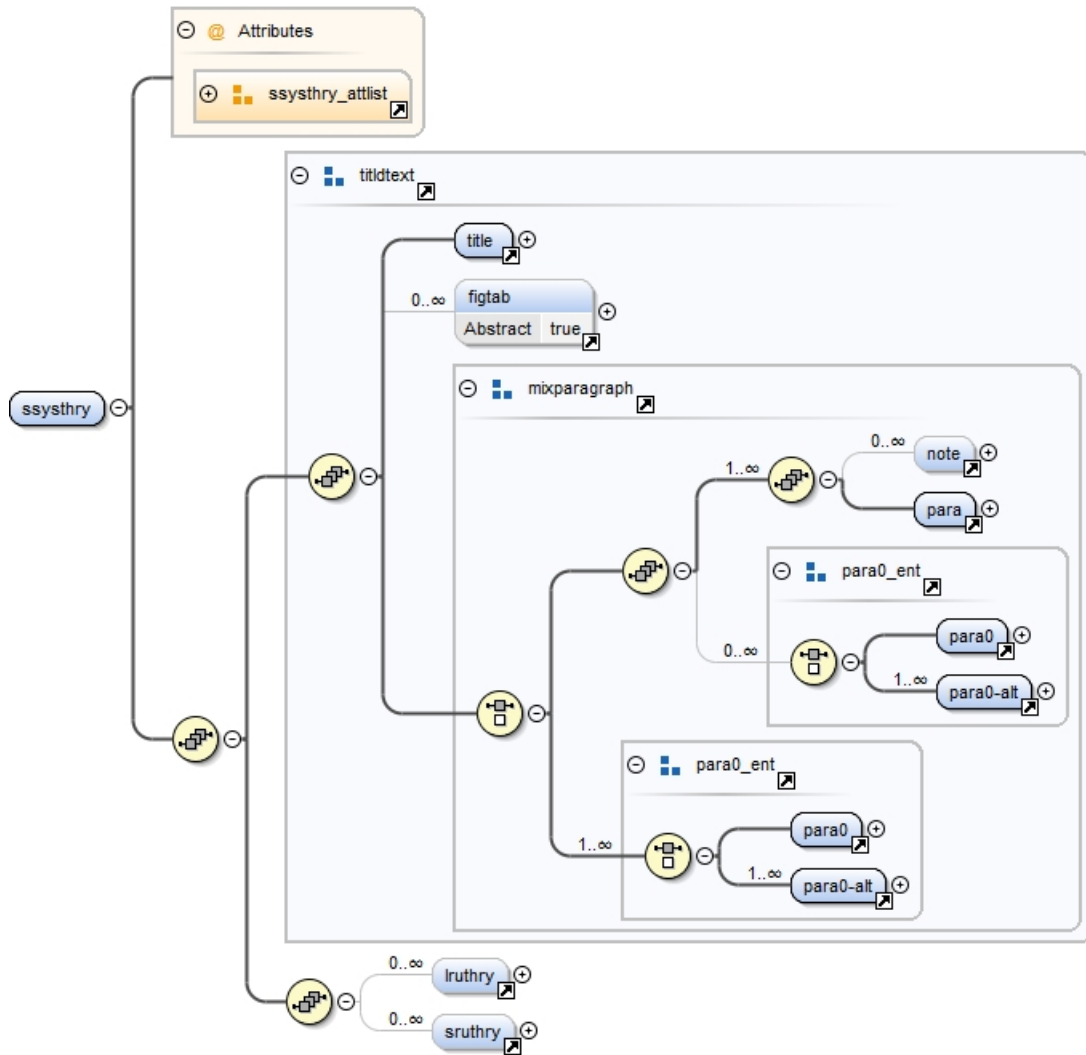 Attributes
ssysthry_attlist
titldtext
title
0..∞
figtab
Abstract true
ssysthry
mixparagraph
0..∞
note
1..∞
para
para0_ent
para0
0..∞
1..∞
para0-alt
para0_ent
para0
1..∞
1..∞
para0-alt
0..∞
lruthry
0..∞
sruthry